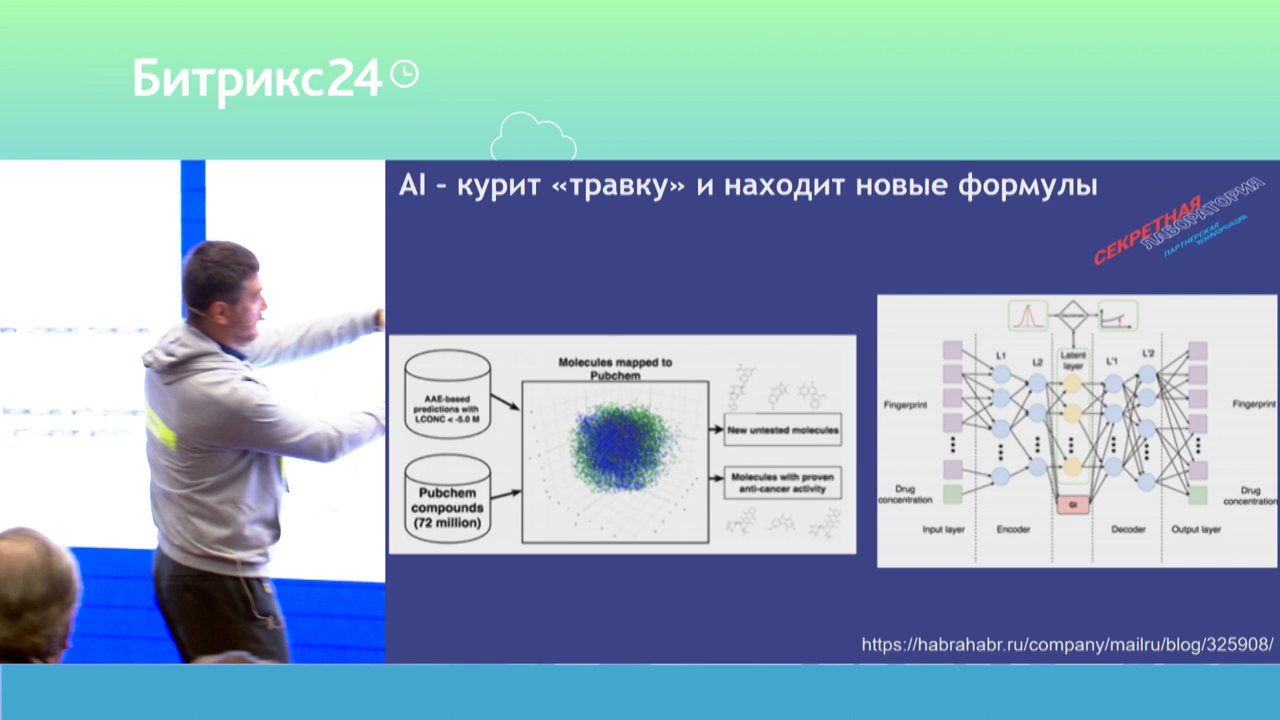 Битрикс24
AI – курит «травку» и находит новые формулы
СЕКРЕТНАЯ
ЛАБОРАТОРИЯ
ПАРТНЕРСКАЯ
КОНФЕРЕНЦИЯ
AAE-based
predictions with
LCONC < -5.0 M
Pubchem
compounds
(72 million)
Molecules mapped to
Pubchem
New untested molecules
Molecules with proven
anti-cancer activity
L1
L2
Latent
layer
L'1
L'2
Fingerprint
Fingerprint
Drug
concentration
GI
Drug
concentration
Input layer
Encoder
Decoder
Output layer
https://habrahabr.ru/company/mailru/blog/325908/